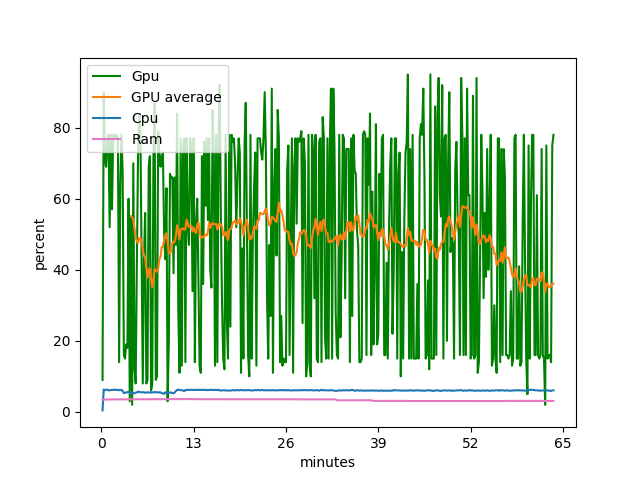 Gpu
GPU average
Cpu
Ram
percent
80
60
40
20
0
0 13 26 39 52 65
minutes